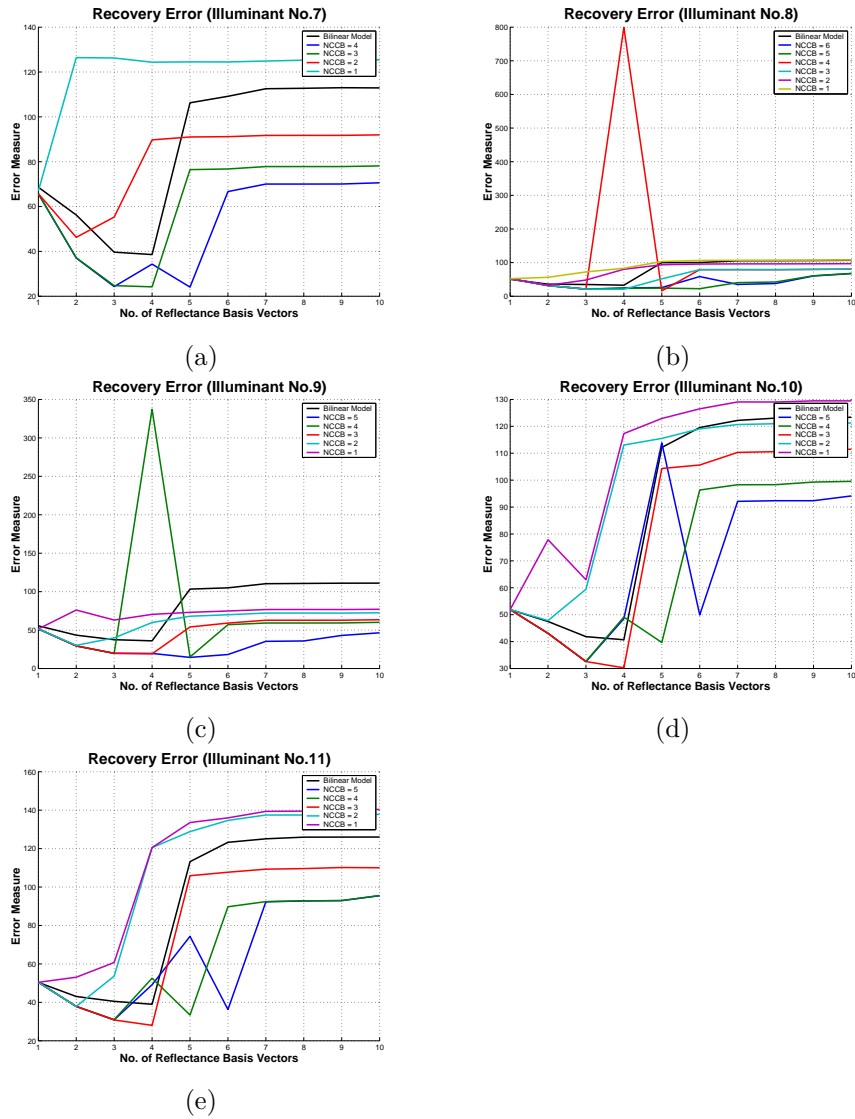 Recovery Error (Illuminant No.7)
140
120
100
80
60
40
20
Error Measure
Bilinear Model
NCCB = 4
NCCB = 3
NCCB = 2
NCCB = 1
1 2 3 4 5 6 7 8 9 10
No. of Reflectance Basis Vectors
(a)
Recovery Error (Illuminant No.8)
800
700
600
500
400
300
200
100
0
Error Measure
Bilinear Model
NCCB = 6
NCCB = 5
NCCB = 4
NCCB = 3
NCCB = 2
NCCB = 1
1 2 3 4 5 6 7 8 9 10
No. of Reflectance Basis Vectors
(b)
Recovery Error (Illuminant No.9)
350
300
250
200
150
100
50
0
Error Measure
Bilinear Model
NCCB = 5
NCCB = 4
NCCB = 3
NCCB = 2
NCCB = 1
1 2 3 4 5 6 7 8 9 10
No. of Reflectance Basis Vectors
(c)
Recovery Error (Illuminant No.10)
130
120
110
100
90
80
70
60
50
40
30
Error Measure
Bilinear Model
NCCB = 5
NCCB = 4
NCCB = 3
NCCB = 2
NCCB = 1
1 2 3 4 5 6 7 8 9 10
No. of Reflectance Basis Vectors
(d)
Recovery Error (Illuminant No.11)
160
140
120
100
80
60
40
20
Error Measure
Bilinear Model
NCCB = 5
NCCB = 4
NCCB = 3
NCCB = 2
NCCB = 1
1 2 3 4 5 6 7 8 9 10
No. of Reflectance Basis Vectors
(e)